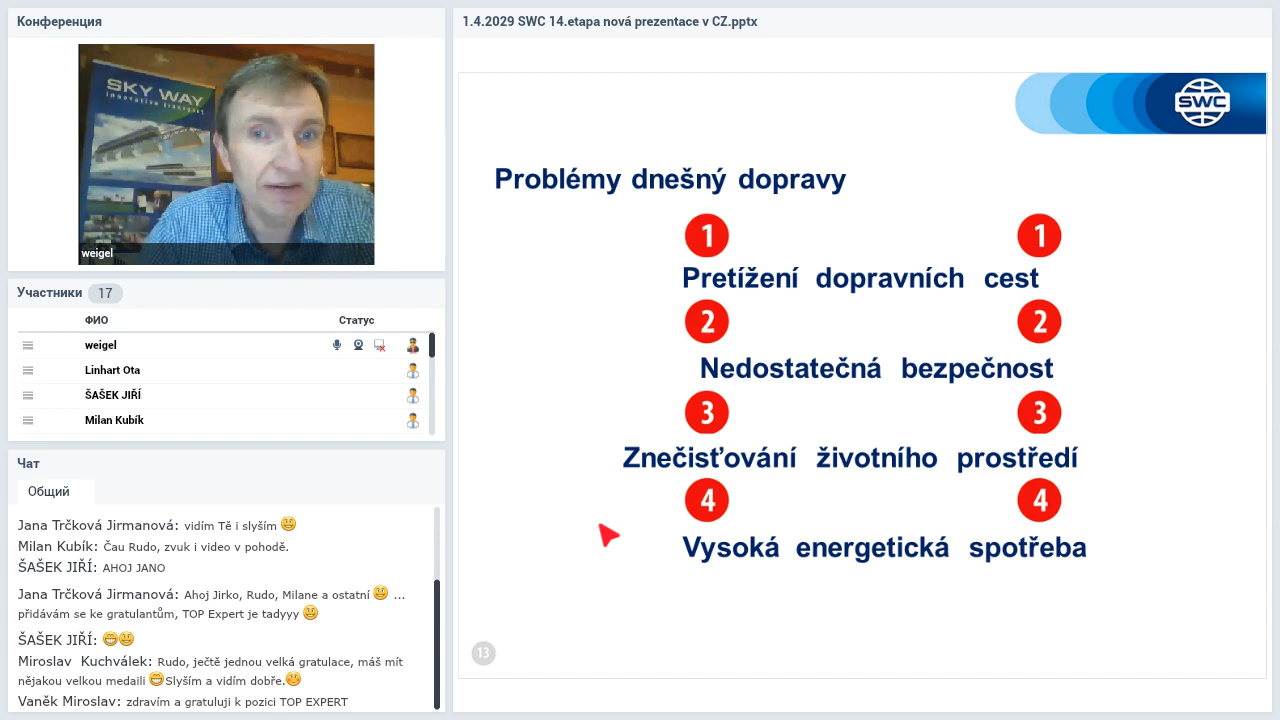 Конференция
SKY WAY
innovative transport
weigel
Участники 17
ФИО Статус
weigel
Linhart Ota
ŠAŠEK JIŘÍ
Milan Kubík
Чат
Общий
Jana Trčková Jirmanová: vidím Tě i slyším
Milan Kubík: Čau Rudo, zvuk i video v pohodě.
ŠAŠEK JIŘÍ: AHOJ JANO
Jana Trčková Jirmanová: Ahoj Jirko, Rudo, Milane a ostatní ...
přidávám se ke gratulantům, TOP Expert je tadyyy
ŠAŠEK JIŘÍ:
Miroslav Kuchválek: Rudo, ječtě jednou velká gratulace, máš mít
nějakou velkou medaili Slyším a vidím dobře.
Vaněk Miroslav: zdravím a gratuluji k pozici TOP EXPERT
1.4.2029 SWC 14.etapa nová prezentace v CZ.pptx
SWC
Problémy dnešný dopravy
1 1
Pretížení dopravních cest
2 2
Nedostatečná bezpečnost
3 3
Znečisťování životního prostředí
4 4
Vysoká energetická spotřeba
13